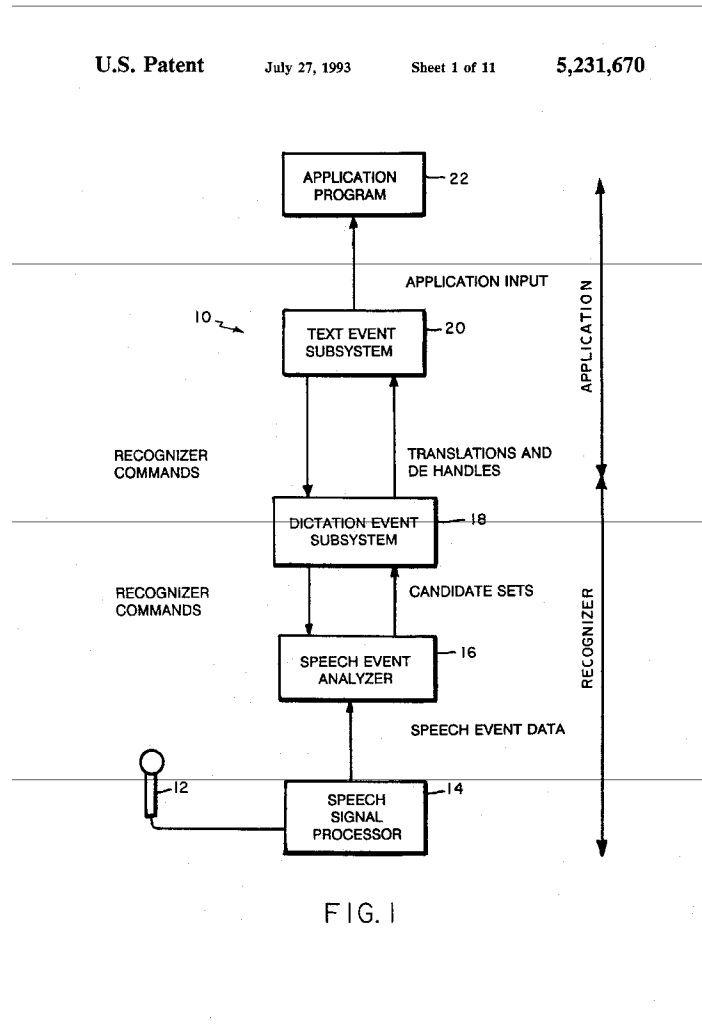 U.S. Patent July 27, 1993 Sheet 1 of 11 5,231,670
APPLICATION
PROGRAM
22
APPLICATION INPUT
10
TEXT EVENT
SUBSYSTEM
20
APPLICATION
RECOGNIZER
COMMANDS
TRANSLATIONS AND
DE HANDLES
DICTATION EVENT
SUBSYSTEM
18
RECOGNIZER
COMMANDS
CANDIDATE SETS
RECOGNIZER
SPEECH EVENT
ANALYZER
16
SPEECH EVENT DATA
12
SPEECH
SIGNAL
PROCESSOR
14
FIG. 1